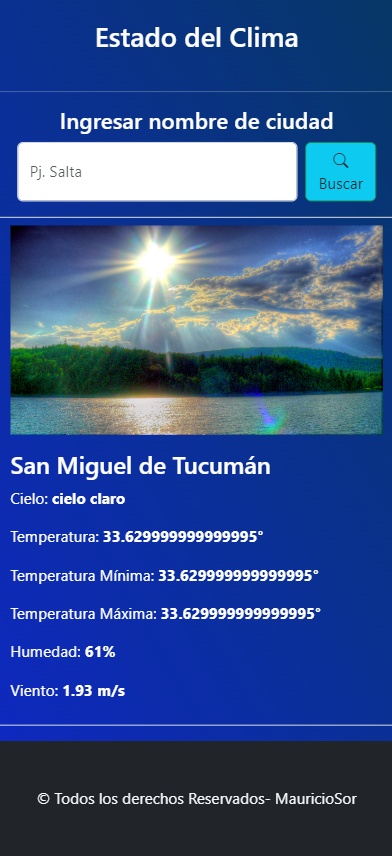 Estado del Clima
Ingresar nombre de ciudad
Pj. Salta
Buscar
San Miguel de Tucumán
Cielo: cielo claro
Temperatura: 33.629999999999995°
Temperatura Mínima: 33.629999999999995°
Temperatura Máxima: 33.629999999999995°
Humedad: 61%
Viento: 1.93 m/s
© Todos los derechos Reservados- MauricioSor